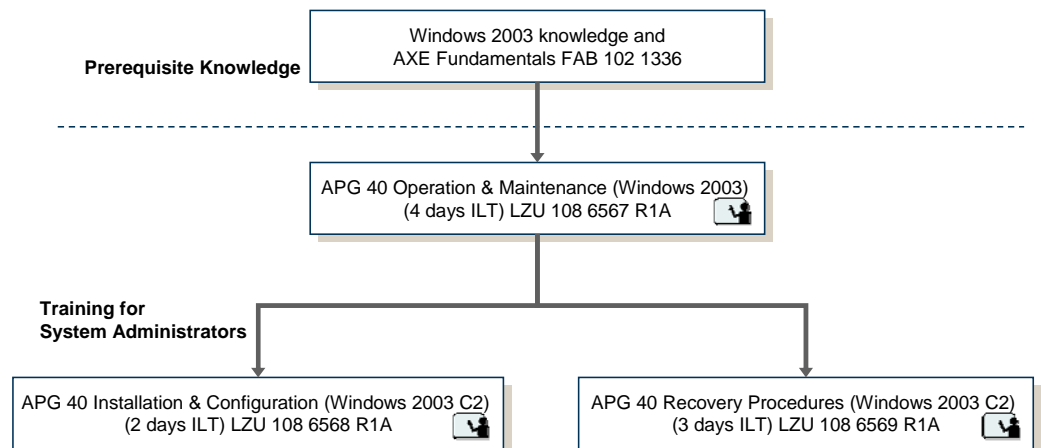 Windows 2003 knowledge and
AXE Fundamentals FAB 102 1336
Prerequisite Knowledge
APG 40 Operation & Maintenance (Windows 2003)
(4 days ILT) LZU 108 6567 R1A
Training for
System Administrators
APG 40 Installation & Configuration (Windows 2003 C2)
(2 days ILT) LZU 108 6568 R1A
APG 40 Recovery Procedures (Windows 2003 C2)
(3 days ILT) LZU 108 6569 R1A